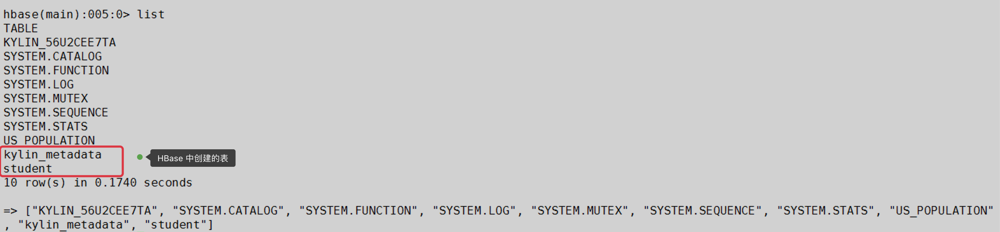 hbase(main):005:0> list
TABLE
KYLIN_56U2CEE7TA
SYSTEM.CATALOG
SYSTEM.FUNCTION
SYSTEM.LOG
SYSTEM.MUTEX
SYSTEM.SEQUENCE
SYSTEM.STATS
US_POPULATION
kylin_metadata
HBase 中创建的表
student
10 row(s) in 0.1740 seconds
=> ["KYLIN_56U2CEE7TA", "SYSTEM.CATALOG", "SYSTEM.FUNCTION", "SYSTEM.LOG", "SYSTEM.MUTEX", "SYSTEM.SEQUENCE", "SYSTEM.STATS", "US_POPULATION"
, "kylin_metadata", "student"]